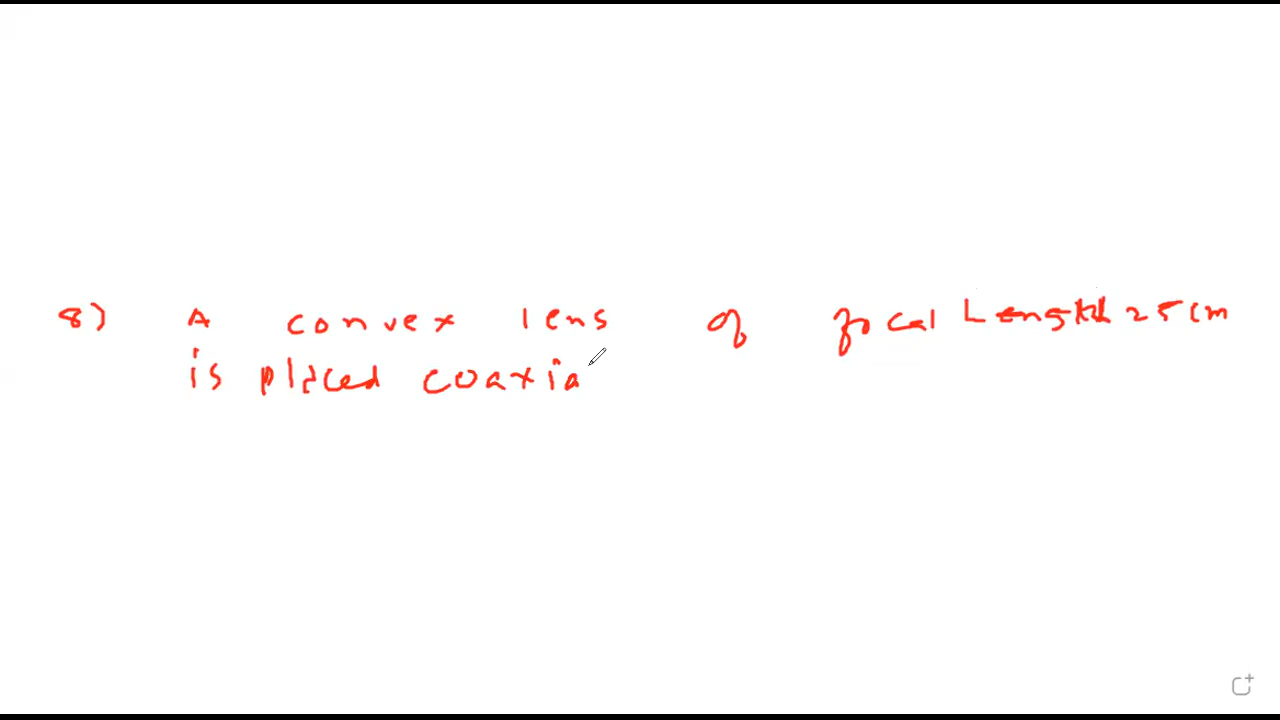 8) A convex lens of focal Length 25cm
is placed coaxia